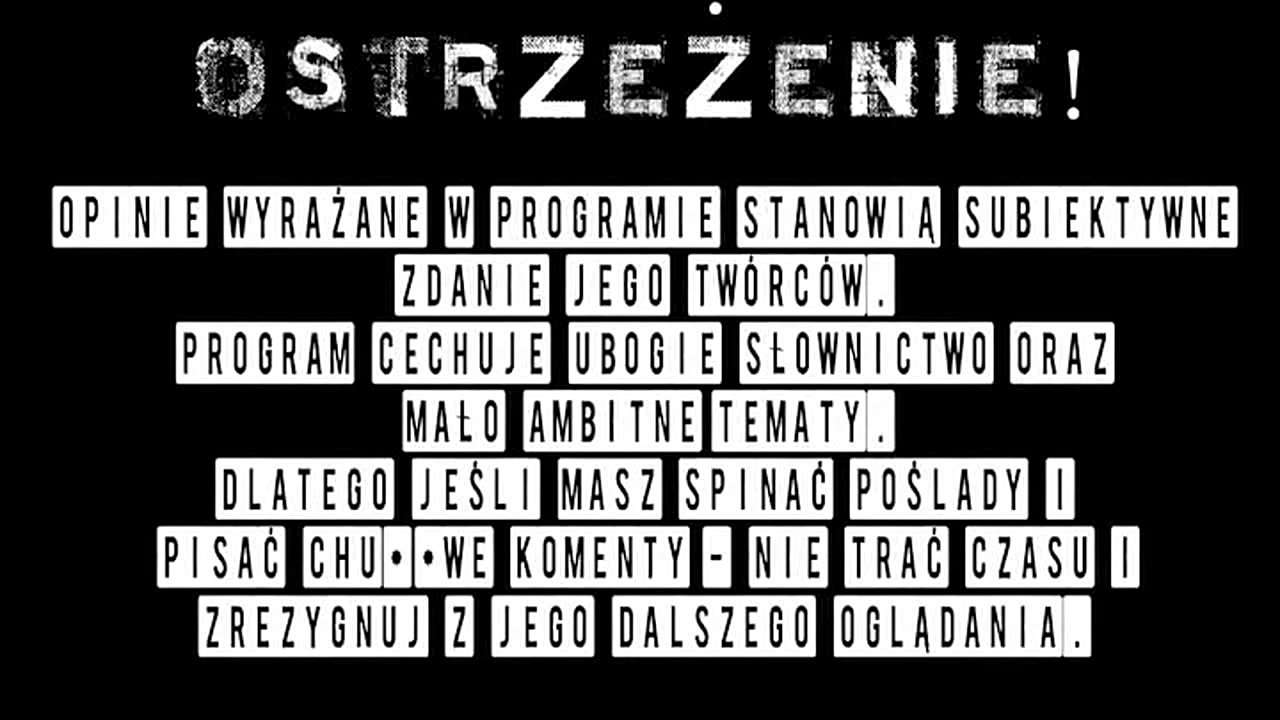 OSTRZEŻENIE!
OPINIE WYRAŻANE W PROGRAMIE STANOWIĄ SUBIEKTYWNE
ZDANIE JEGO TWÓRCÓW.
PROGRAM CECHUJE UBOGIE SŁOWNICTWO ORAZ
MAŁO AMBITNE TEMATY.
DLATEGO JEŚLI MASZ SPINAĆ POŚLADY I
PISAĆ CHU**WE KOMENTY - NIE TRAĆ CZASU I
ZREZYGNUJ Z JEGO DALSZEGO OGLĄDANIA.